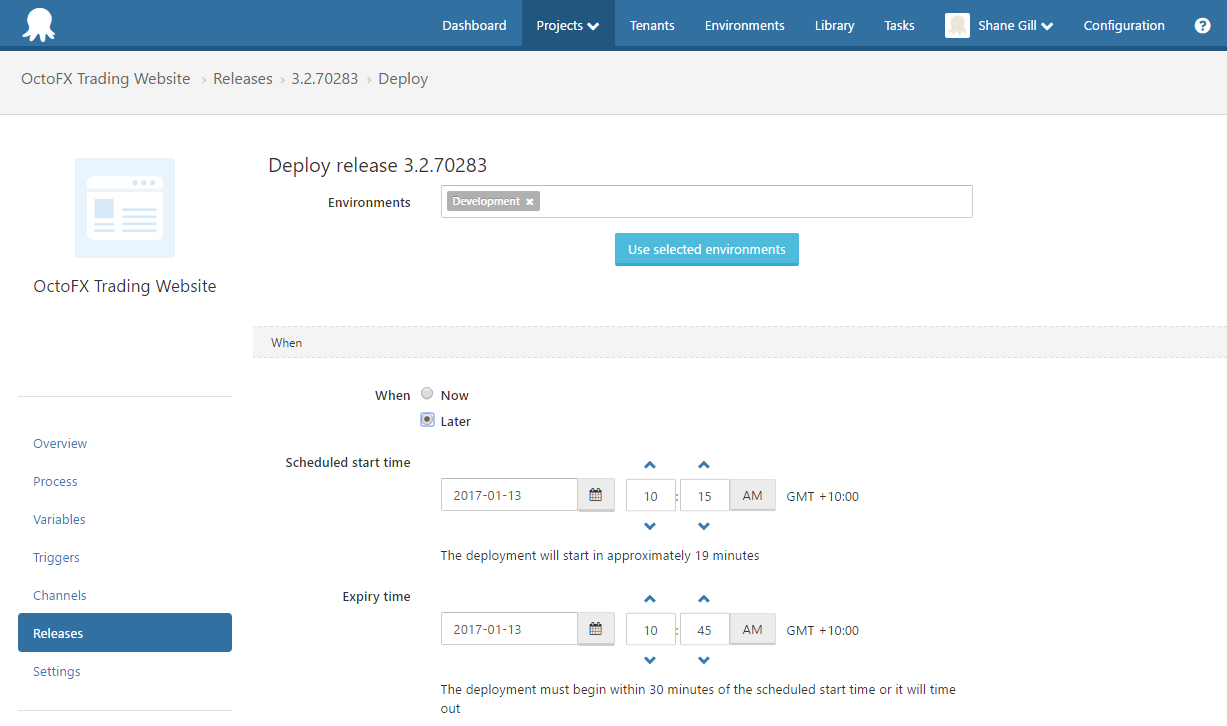 Dashboard Projects Tenants Environments Library Tasks Shane Gill Configuration ?
OctoFX Trading Website › Releases › 3.2.70283 › Deploy
OctoFX Trading Website
Overview
Process
Variables
Triggers
Channels
Releases
Settings
Deploy release 3.2.70283
Environments Development ×
Use selected environments
When
When Now
Later
Scheduled start time
2017-01-13 10 : 15 AM GMT +10:00
The deployment will start in approximately 19 minutes
Expiry time
2017-01-13 10 : 45 AM GMT +10:00
The deployment must begin within 30 minutes of the scheduled start time or it will time
out